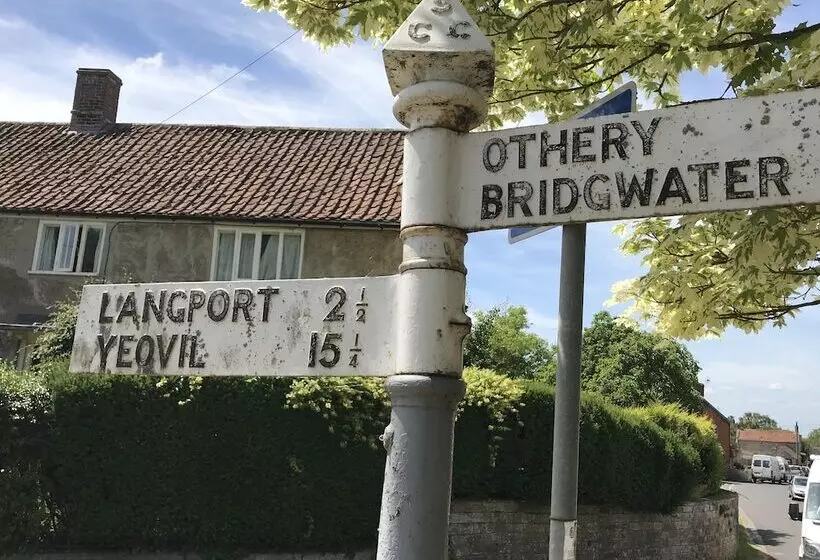 S
C C
OTHERY
BRIDGWATER
LANGPORT 2 1/2
YEOVIL 15 1/4